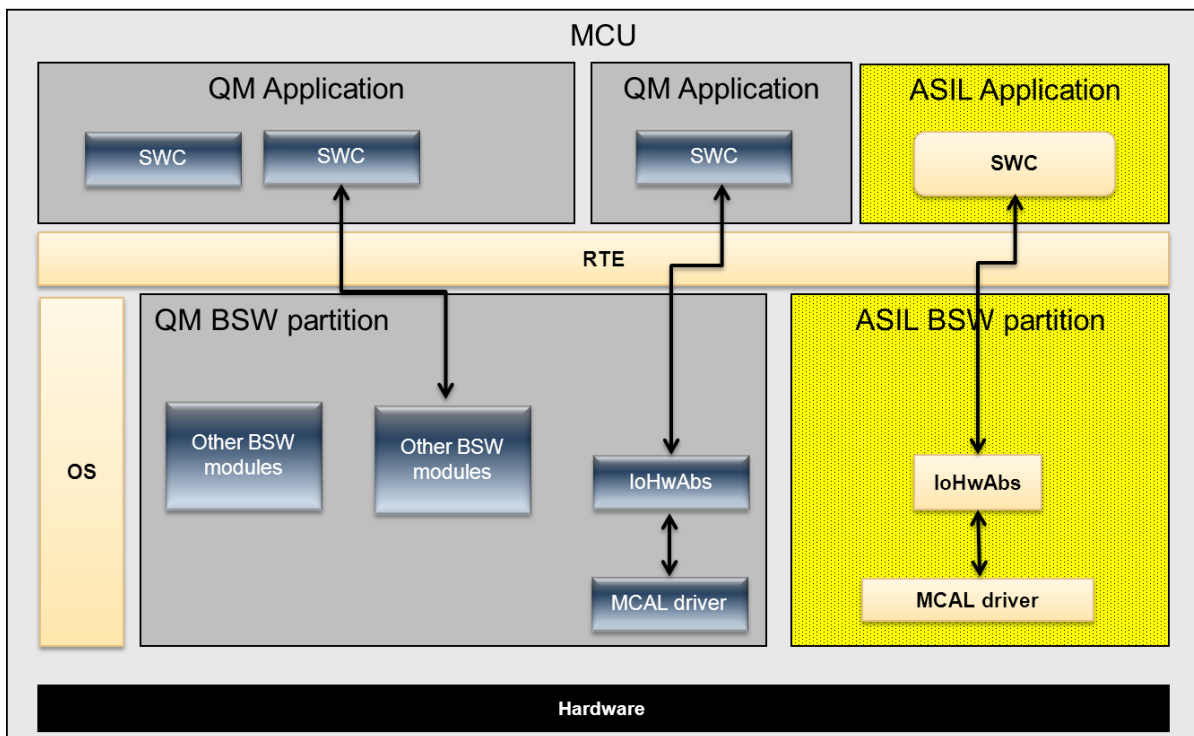 MCU
QM Application
QM Application
ASIL Application
SWC
SWC
SWC
SWC
RTE
OS
QM BSW partition
ASIL BSW partition
Other BSW
modules
Other BSW
modules
IoHwAbs
IoHwAbs
MCAL driver
MCAL driver
Hardware